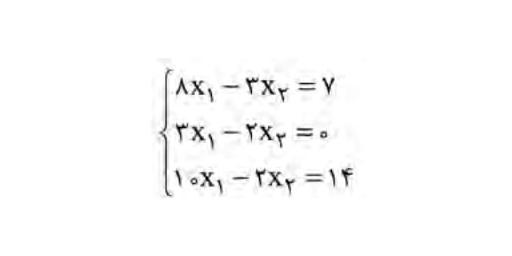 ۸x₁ − ۳x₂ = ۷
۳x₁ − ۲x₂ = ۰
۱۰x₁ − ۲x₂ = ۱۴